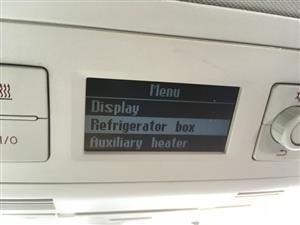 Menu
Display
Refrigerator box
Auxiliary heater
/O